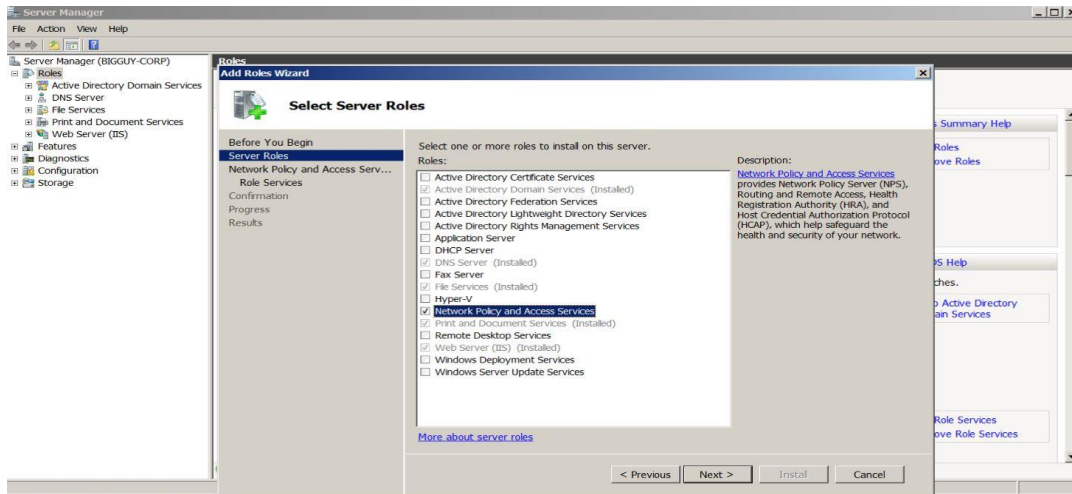 Server Manager
File Action View Help
Server Manager (BIGGUY-CORP)
Roles
Active Directory Domain Services
DNS Server
File Services
Print and Document Services
Web Server (IIS)
Features
Diagnostics
Configuration
Storage
Roles
Add Roles Wizard
Select Server Roles
Before You Begin
Server Roles
Network Policy and Access Serv...
Role Services
Confirmation
Progress
Results
Select one or more roles to install on this server.
Roles:
Active Directory Certificate Services
Active Directory Domain Services (Installed)
Active Directory Federation Services
Active Directory Lightweight Directory Services
Active Directory Rights Management Services
Application Server
DHCP Server
DNS Server (Installed)
Fax Server
File Services (Installed)
Hyper-V
Network Policy and Access Services
Print and Document Services (Installed)
Remote Desktop Services
Web Server (IIS) (Installed)
Windows Deployment Services
Windows Server Update Services
More about server roles
Description:
Network Policy and Access Services
provides Network Policy Server (NPS),
Routing and Remote Access, Health
Registration Authority (HRA), and
Host Credential Authorization Protocol
(HCAP), which help safeguard the
health and security of your network.
< Previous
Next >
Install
Cancel
s Summary Help
Roles
ove Roles
DS Help
ches.
o Active Directory
ain Services
Role Services
ove Role Services